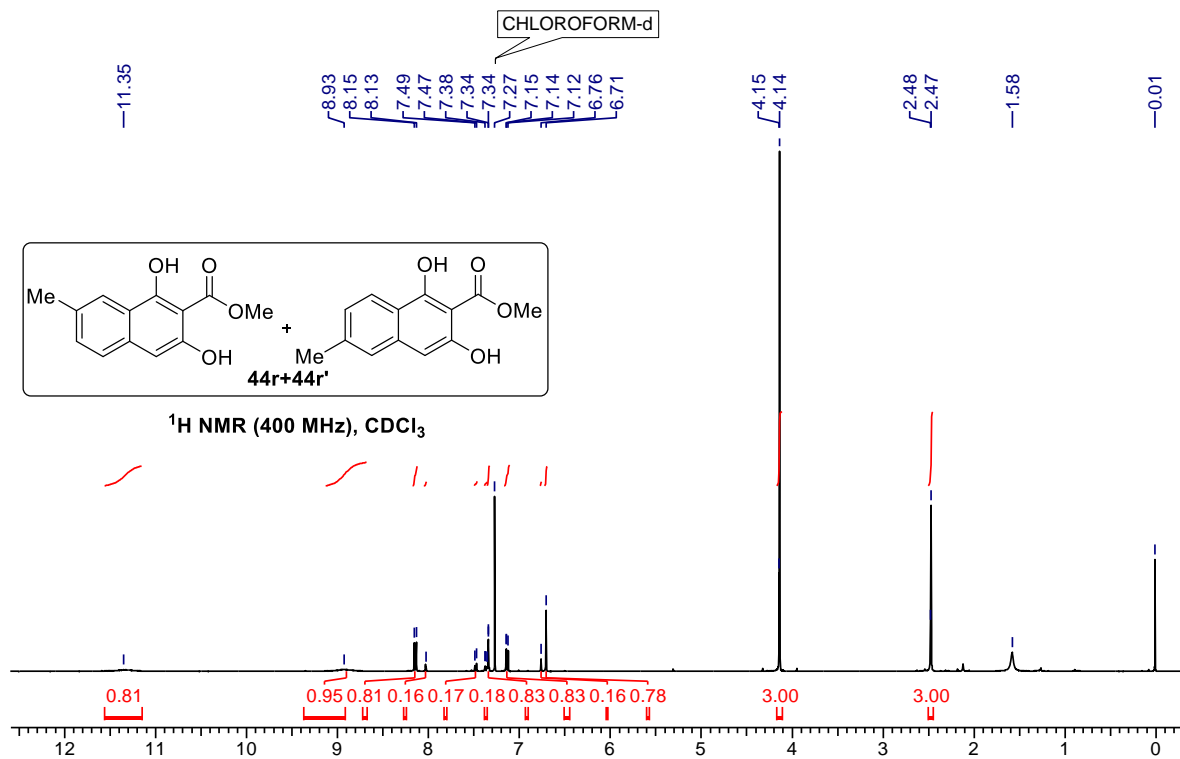 CHLOROFORM-d
11.35
8.93
8.15
8.13
7.49
7.47
7.38
7.34
7.34
7.27
7.15
7.14
7.12
6.76
6.71
4.15
4.14
2.48
2.47
1.58
0.01
OH O
Me OMe
OH
+
OH O
OMe
Me OH
44r+44r'
¹H NMR (400 MHz), CDCl₃
0.81 0.95 0.81 0.16 0.17 0.18 0.83 0.83 0.16 0.78 3.00 3.00
12 11 10 9 8 7 6 5 4 3 2 1 0